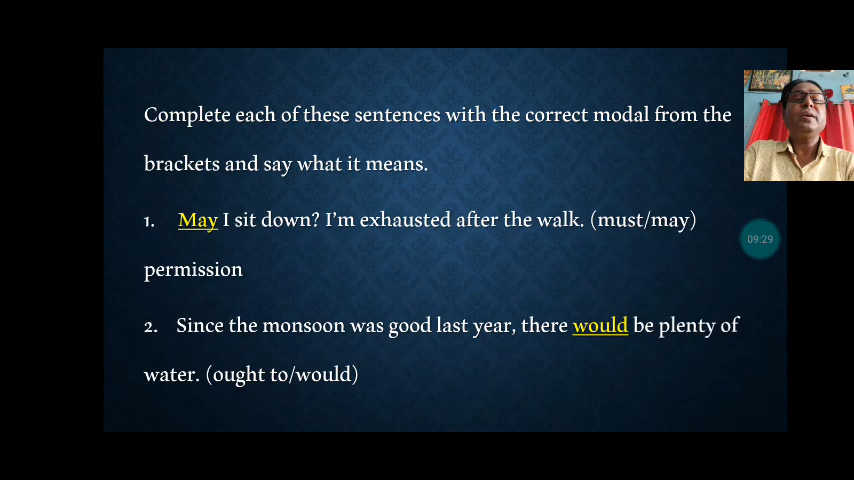 Complete each of these sentences with the correct modal from the
brackets and say what it means.
1. May I sit down? I'm exhausted after the walk. (must/may)
permission
2. Since the monsoon was good last year, there would be plenty of
water. (ought to/would)
09:29